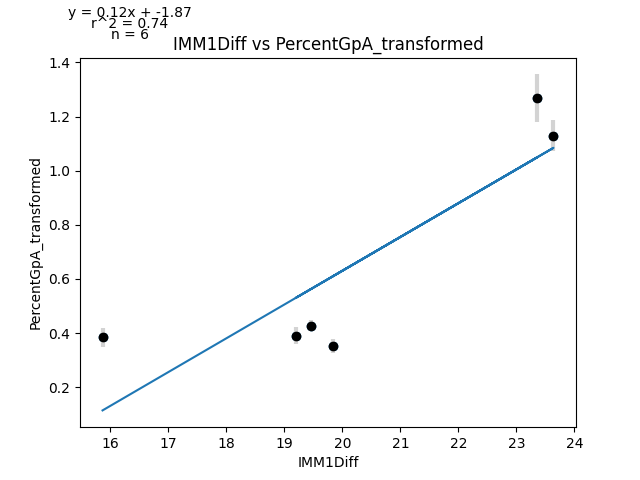 y = 0.12x + -1.87
r^2 = 0.74
n = 6
IMM1Diff vs PercentGpA_transformed
1.4
1.2
1.0
0.8
0.6
0.4
0.2
PercentGpA_transformed
16 17 18 19 20 21 22 23 24
IMM1Diff